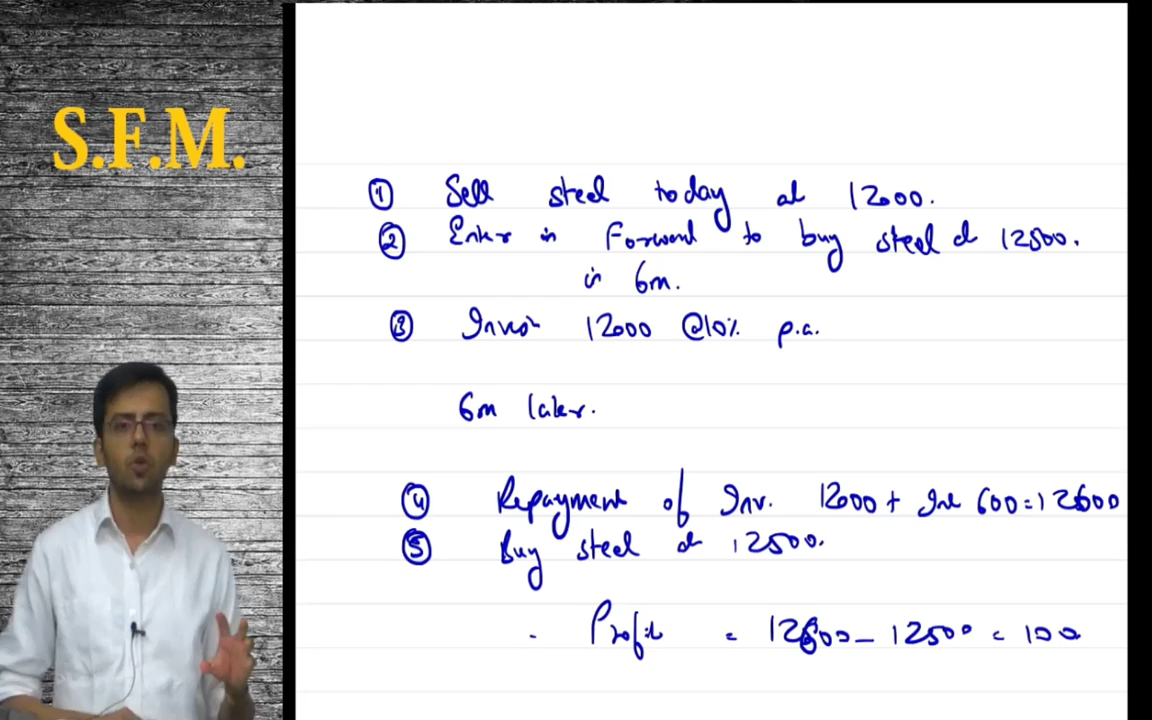 S.F.M.
① Sell steel today at 12000.
② Enter in Forward to buy steel at 12500.
in 6m.
③ Invest 12000 @10% p.a.
6m later.
④ Repayment of Inv. 12000 + Int 600 = 12600
⑤ Buy steel at 12500.
Profit = 12600 - 12500 = 100